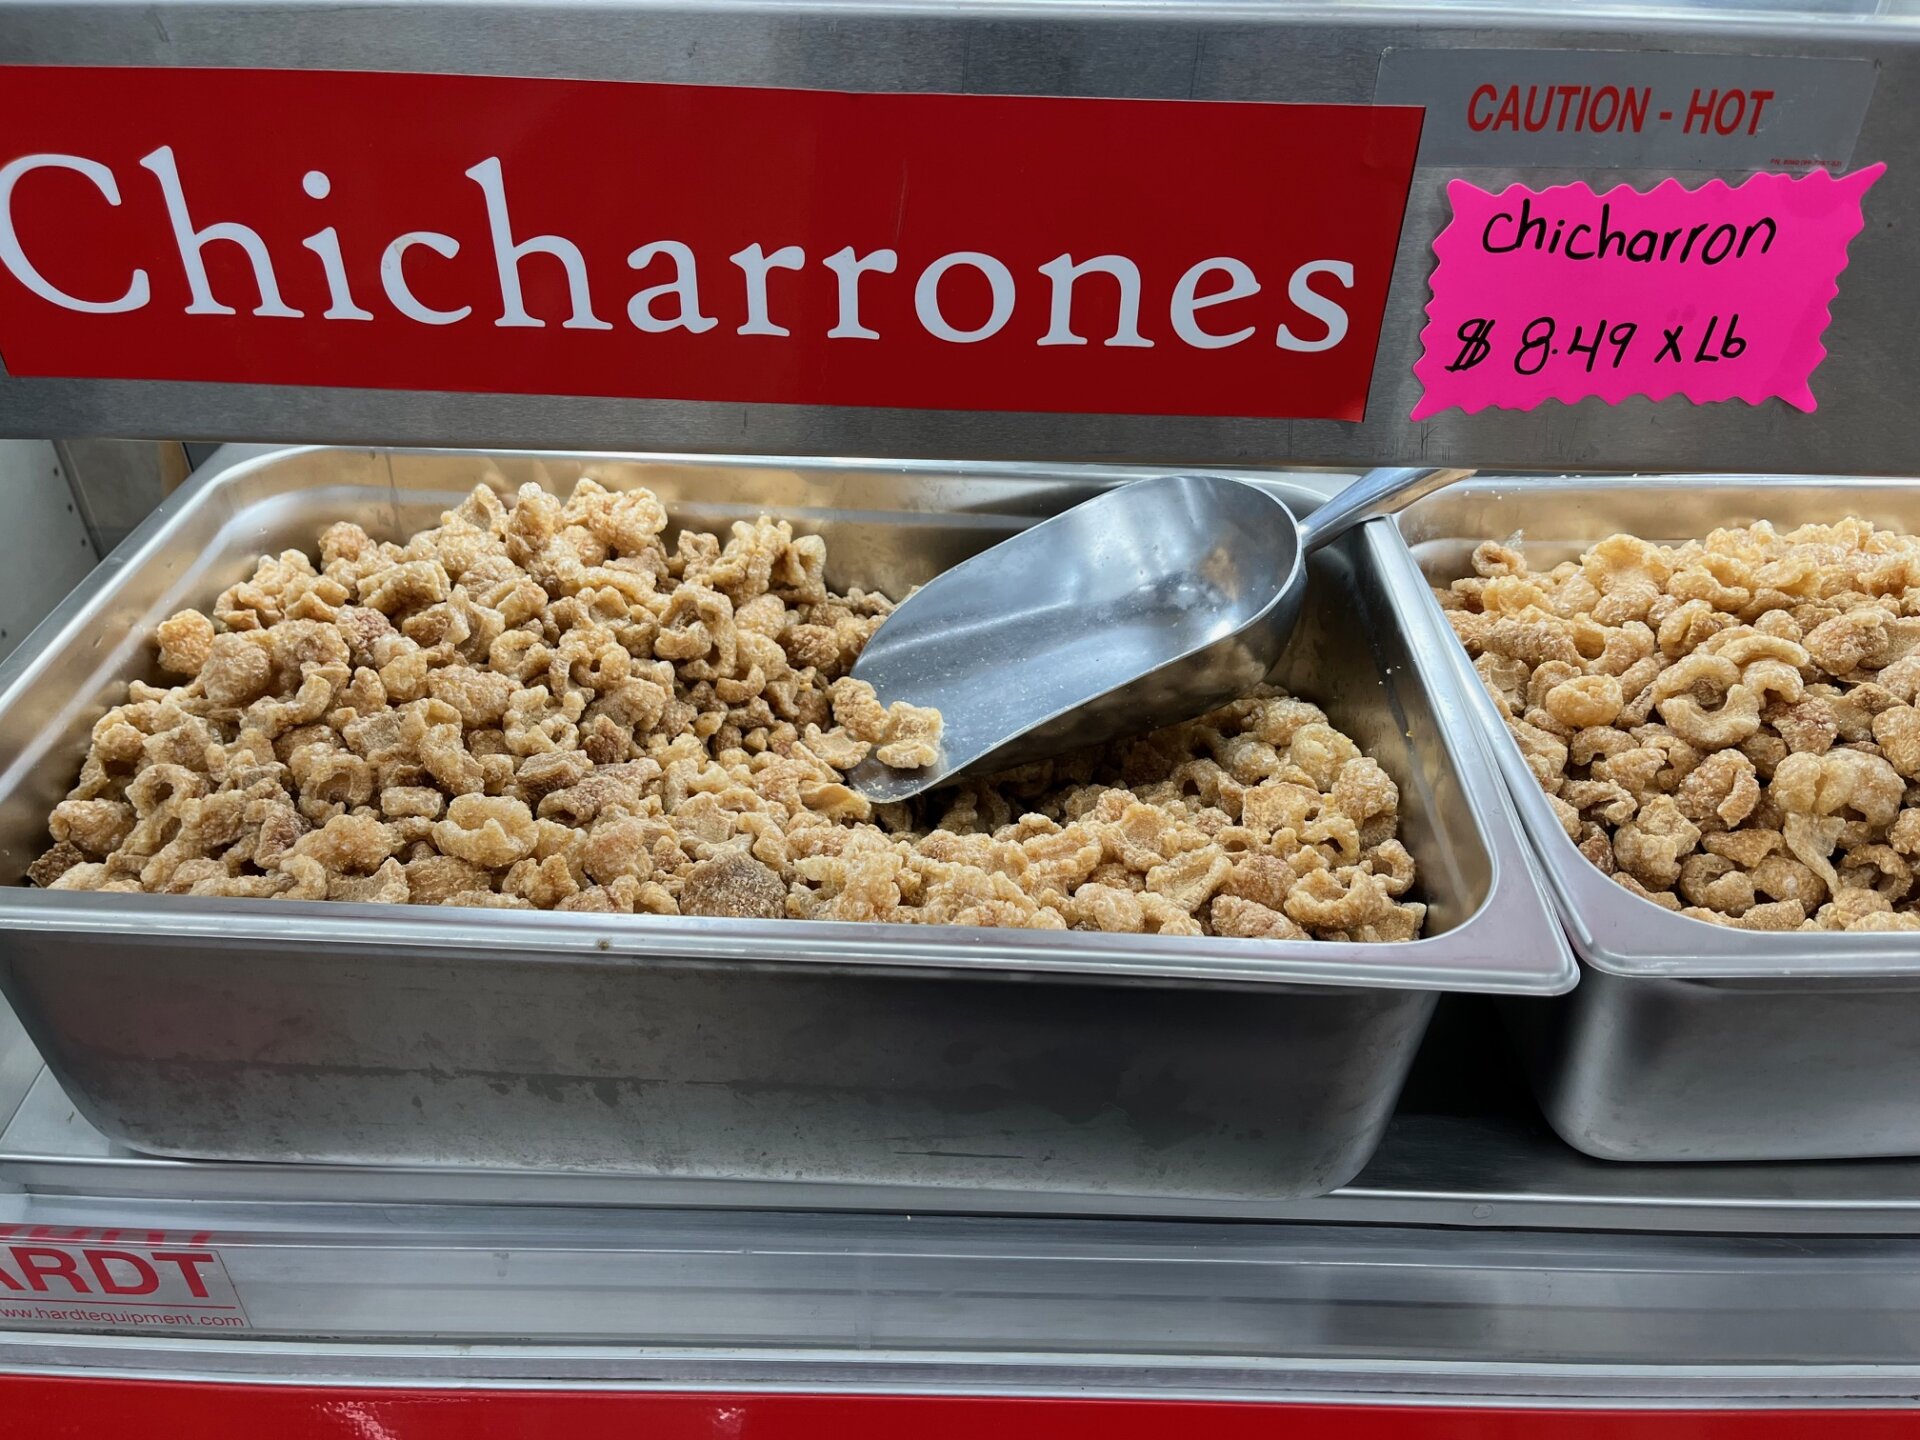 Chicharrones
CAUTION - HOT
Chicharron
$ 8.49 x Lb
ARDT
www.hardtequipment.com